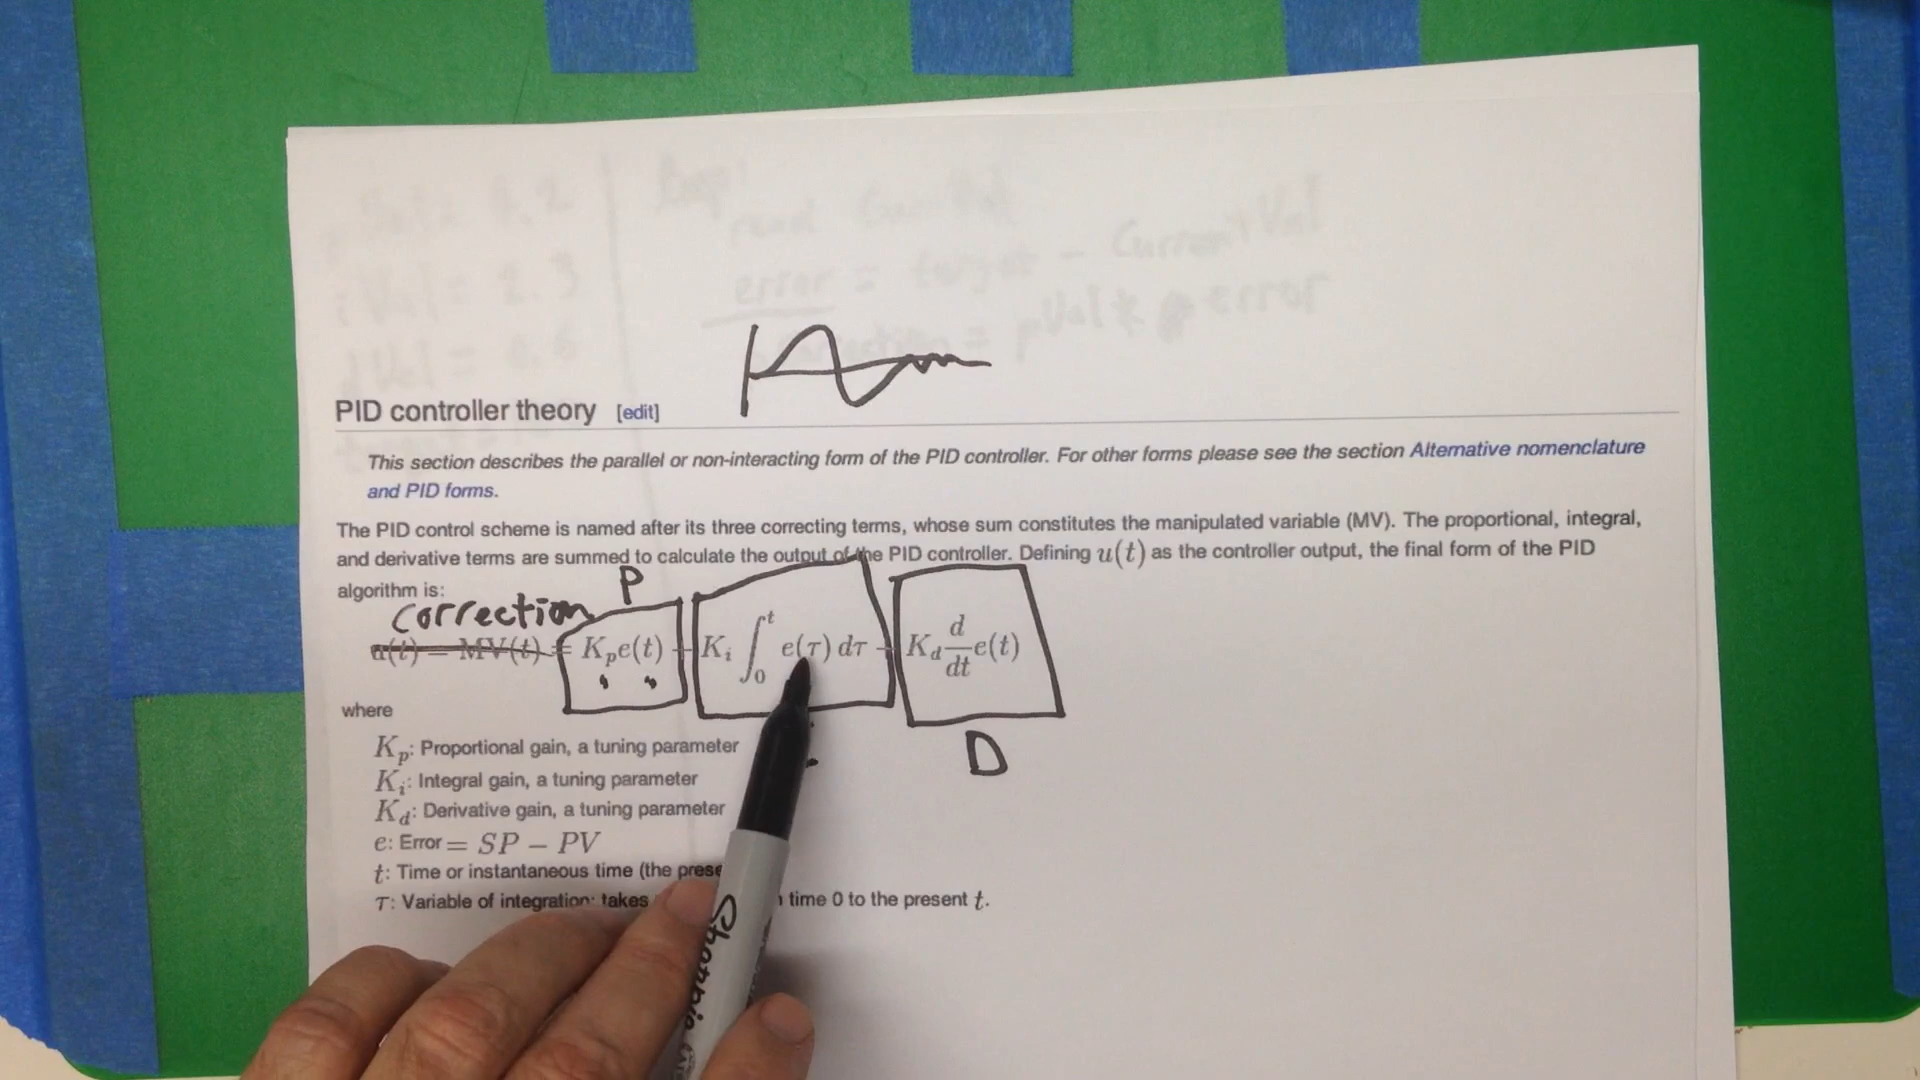 PID controller theory [edit]
This section describes the parallel or non-interacting form of the PID controller. For other forms please see the section Alternative nomenclature
and PID forms.
The PID control scheme is named after its three correcting terms, whose sum constitutes the manipulated variable (MV). The proportional, integral,
and derivative terms are summed to calculate the output of the PID controller. Defining u(t) as the controller output, the final form of the PID
algorithm is:
P
correction
u(t) = MV(t) = K_p e(t) + K_i ∫_0^t e(τ) dτ + K_d d/dt e(t)
D
where
K_p: Proportional gain, a tuning parameter
K_i: Integral gain, a tuning parameter
K_d: Derivative gain, a tuning parameter
e: Error = SP − PV
t: Time or instantaneous time (the
τ: Variable of integration; takes time 0 to the present t.
Sharpie
error = target - CurrentVal
= pVal * error